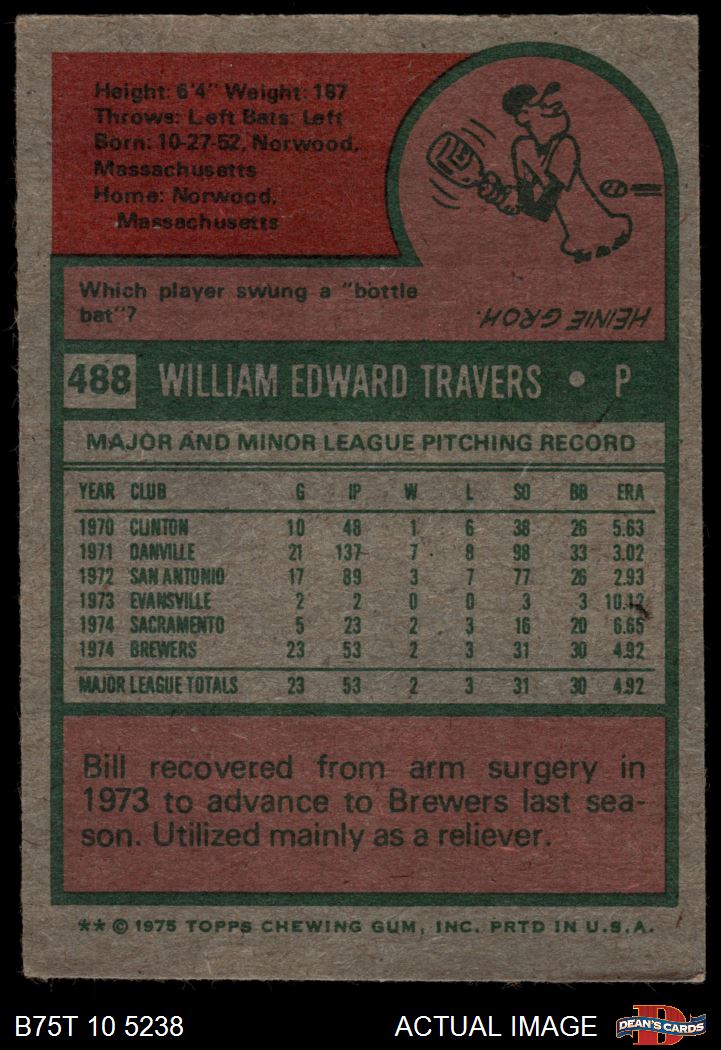 Height: 6'4" Weight: 187
Throws: Left Bats: Left
Born: 10-27-52, Norwood,
Massachusetts
Home: Norwood,
Massachusetts
Which player swung a "bottle
bat"?
HEINIE GROH.
488 WILLIAM EDWARD TRAVERS • P
MAJOR AND MINOR LEAGUE PITCHING RECORD
YEAR CLUB G IP W L SO BB ERA
1970 CLINTON 10 48 1 6 38 26 5.63
1971 DANVILLE 21 137 7 8 98 33 3.02
1972 SAN ANTONIO 17 89 3 7 77 26 2.93
1973 EVANSVILLE 2 2 0 0 3 3 10.12
1974 SACRAMENTO 5 23 2 3 16 20 6.65
1974 BREWERS 23 53 2 3 31 30 4.92
MAJOR LEAGUE TOTALS 23 53 2 3 31 30 4.92
Bill recovered from arm surgery in
1973 to advance to Brewers last sea-
son. Utilized mainly as a reliever.
** © 1975 TOPPS CHEWING GUM, INC. PRTD IN U.S.A.
B75T 10 5238 ACTUAL IMAGE D DEAN'S CARDS